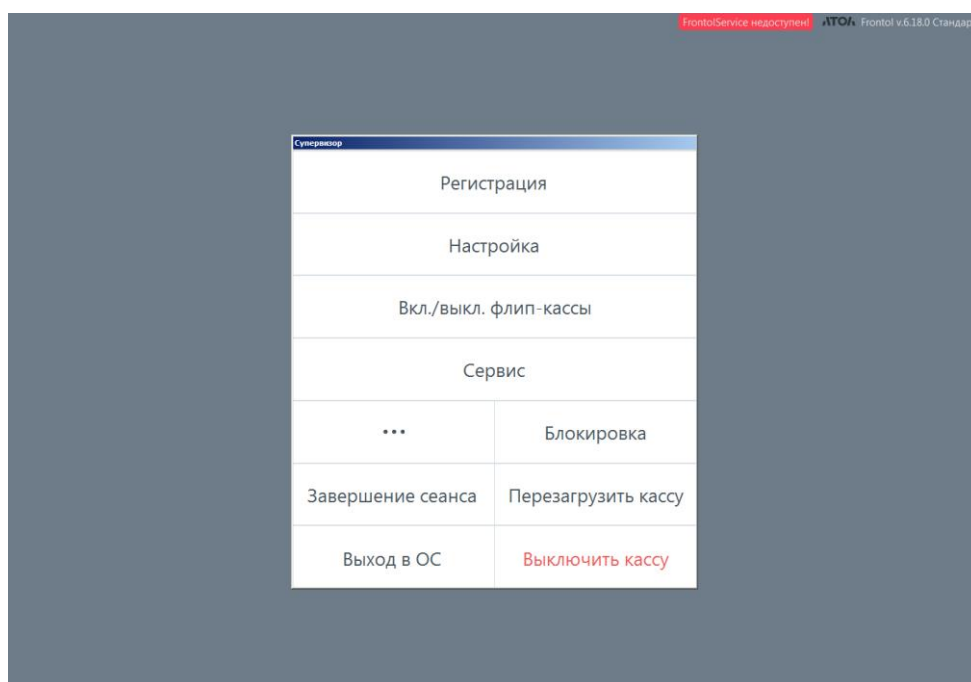 FrontolService недоступен! АТОЛ Frontol v.6.18.0 Стандар
Супервизор
Регистрация
Настройка
Вкл./выкл. флип-кассы
Сервис
••• Блокировка
Завершение сеанса Перезагрузить кассу
Выход в ОС Выключить кассу